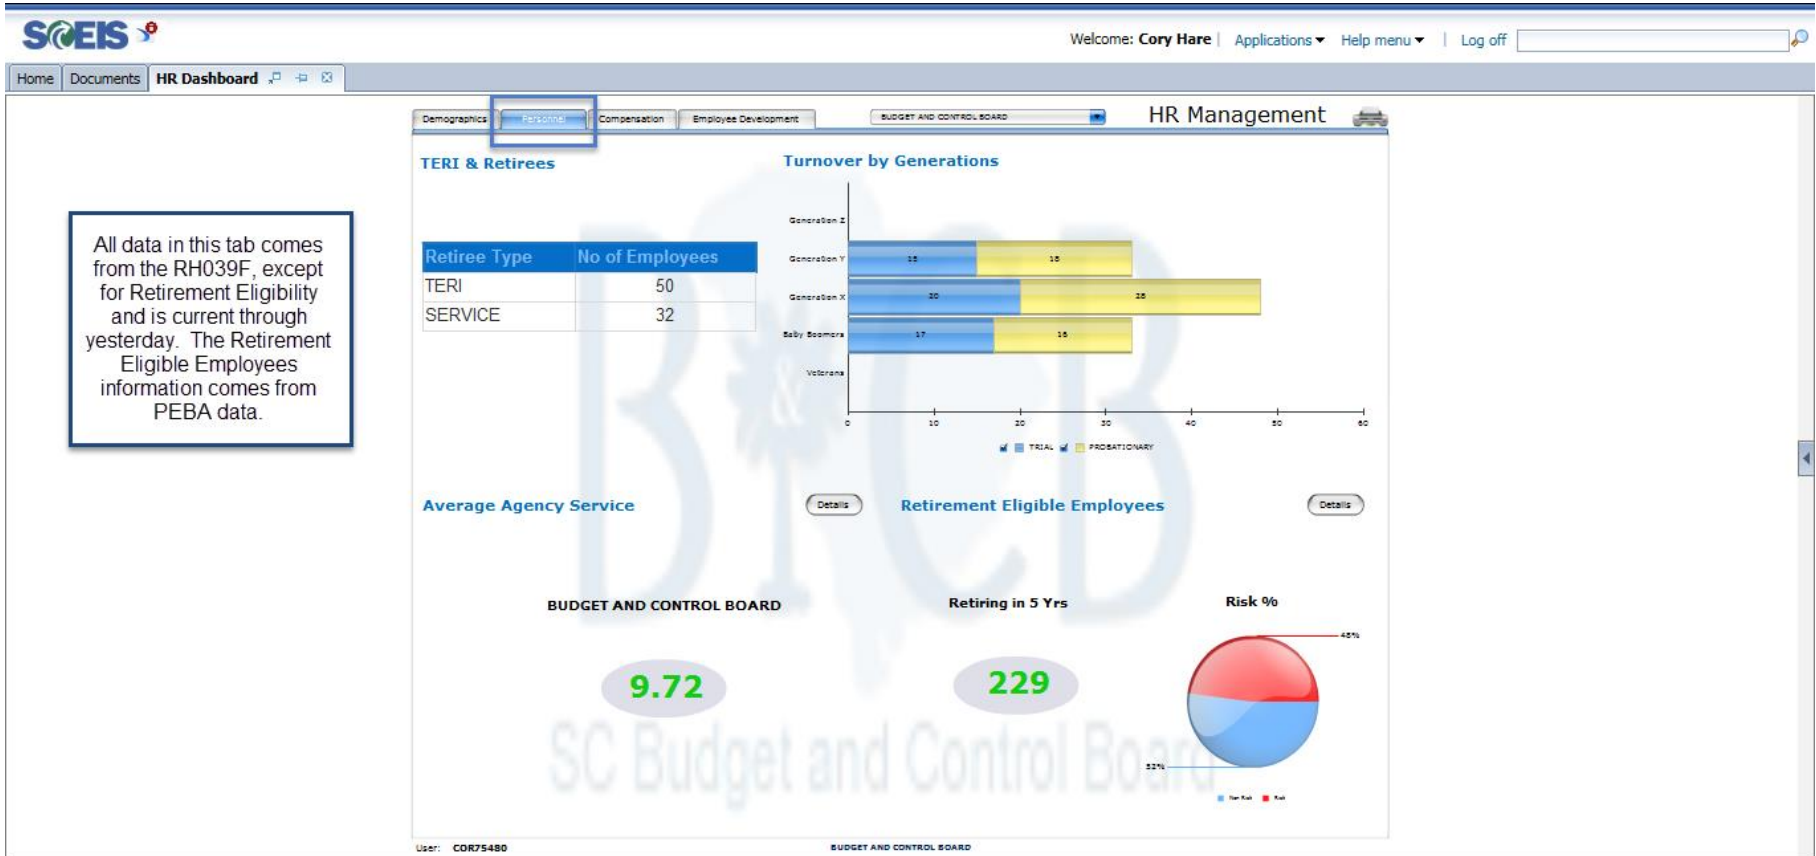 SCEIS
Welcome: Cory Hare | Applications Help menu | Log off
Home Documents HR Dashboard
Demographics Personnel Compensation Employee Development BUDGET AND CONTROL BOARD HR Management
TERI & Retirees
Turnover by Generations
All data in this tab comes
from the RH039F, except
for Retirement Eligibility
and is current through
yesterday. The Retirement
Eligible Employees
information comes from
PEBA data.
Retiree Type No of Employees
TERI 50
SERVICE 32
Generation Z
Generation Y
Generation X 20 28
Baby Boomers 17 16
Veterans
0 10 20 30 40 50 60
TRIAL PROBATIONARY
Average Agency Service Details
Retirement Eligible Employees Details
BUDGET AND CONTROL BOARD
9.72
Retiring in 5 Yrs
229
Risk %
48%
52%
Non Risk Risk
B&CB
SC Budget and Control Board
User: COR75480
BUDGET AND CONTROL BOARD